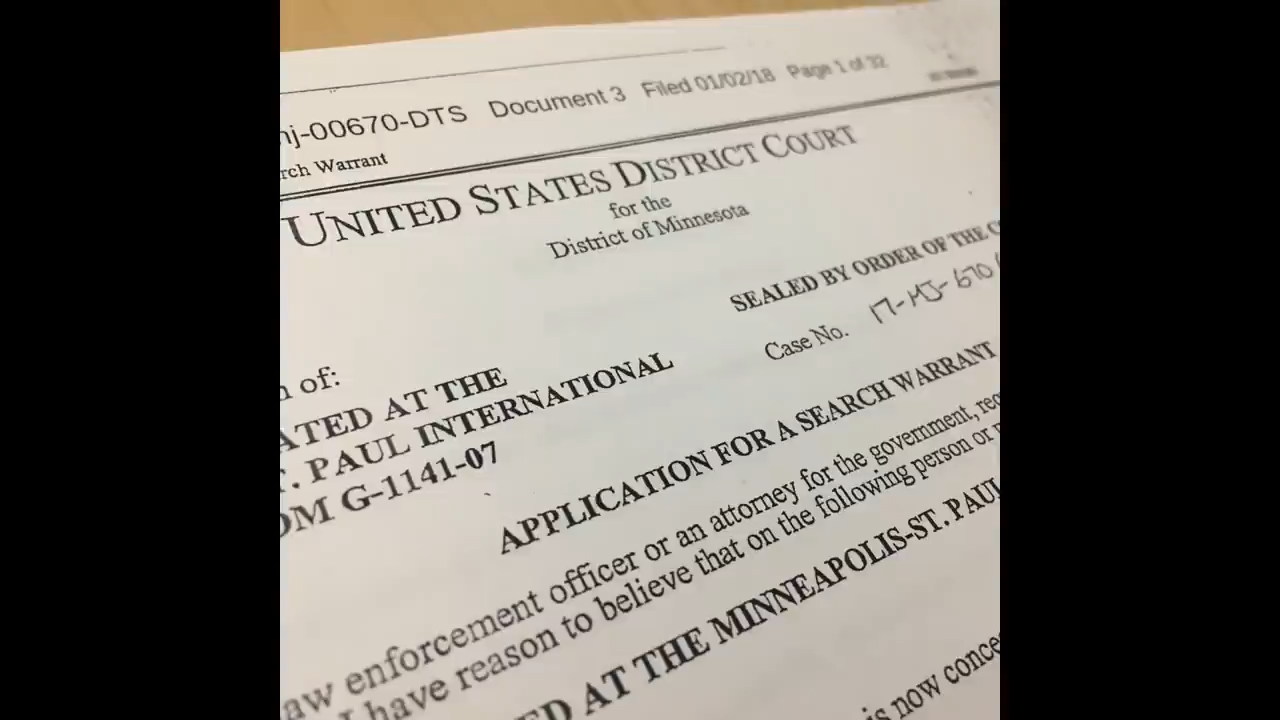 nj-00670-DTS Document 3 Filed 01/02/18 Page 1 of 32
rch Warrant
UNITED STATES DISTRICT COURT
for the
District of Minnesota
SEALED BY ORDER OF THE C
n of:
ATED AT THE
T. PAUL INTERNATIONAL
OM G-1141-07
Case No. 17-MJ-670
APPLICATION FOR A SEARCH WARRANT
aw enforcement officer or an attorney for the government, req
I have reason to believe that on the following person or p
ED AT THE MINNEAPOLIS-ST. PAUL
is now conce